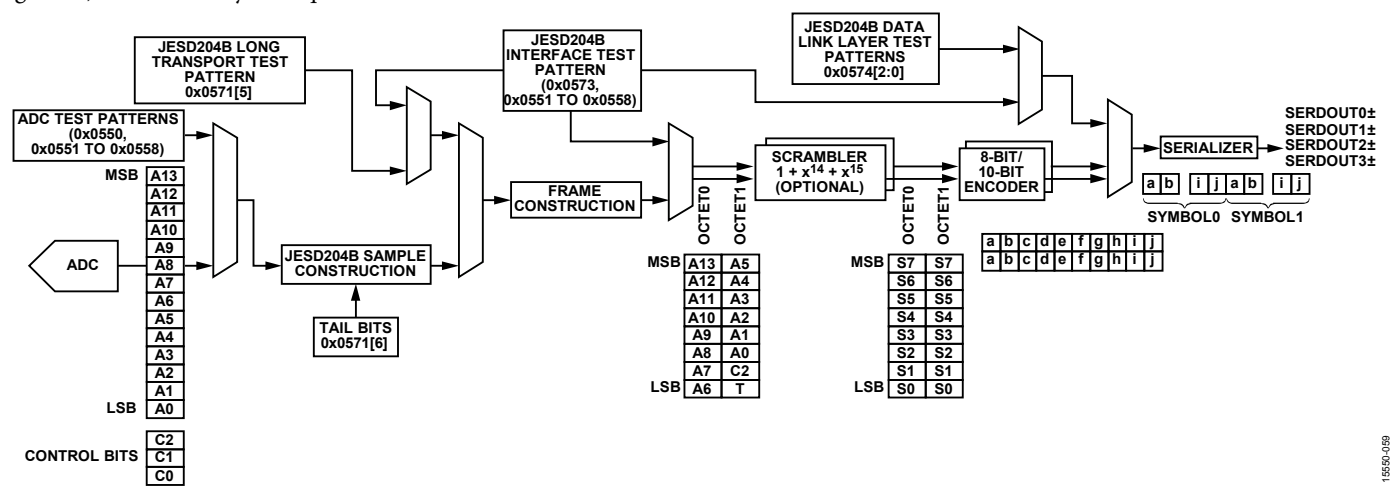 JESD204B LONG
TRANSPORT TEST
PATTERN
0x0571[5]
JESD204B
INTERFACE TEST
PATTERN
(0x0573,
0x0551 TO 0x0558)
JESD204B DATA
LINK LAYER TEST
PATTERNS
0x0574[2:0]
ADC TEST PATTERNS
(0x0550,
0x0551 TO 0x0558)
MSB A13
A12
A11
A10
A9
A8
A7
A6
A5
A4
A3
A2
A1
LSB A0
CONTROL BITS
C2
C1
C0
ADC
JESD204B SAMPLE
CONSTRUCTION
TAIL BITS
0x0571[6]
FRAME
CONSTRUCTION
OCTET0
OCTET1
MSB A13 A5
A12 A4
A11 A3
A10 A2
A9 A1
A8 A0
A7 C2
LSB A6 T
SCRAMBLER
1 + x14 + x15
(OPTIONAL)
OCTET0
OCTET1
MSB S7 S7
S6 S6
S5 S5
S4 S4
S3 S3
S2 S2
S1 S1
LSB S0 S0
8-BIT/
10-BIT
ENCODER
a b c d e f g h i j
a b c d e f g h i j
SERIALIZER
SERDOUT0±
SERDOUT1±
SERDOUT2±
SERDOUT3±
a b i j a b i j
SYMBOL0 SYMBOL1
15550-059